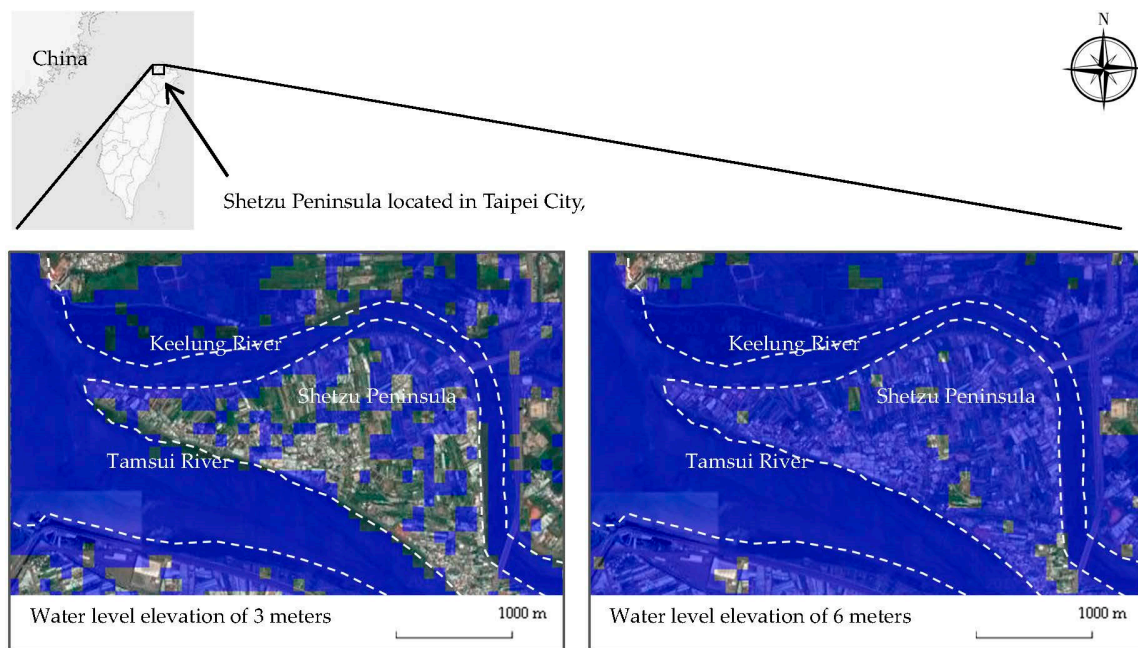 China
N
Shetzu Peninsula located in Taipei City,
Keelung River
Shetzu Peninsula
Tamsui River
Water level elevation of 3 meters
1000 m
Keelung River
Shetzu Peninsula
Tamsui River
Water level elevation of 6 meters
1000 m